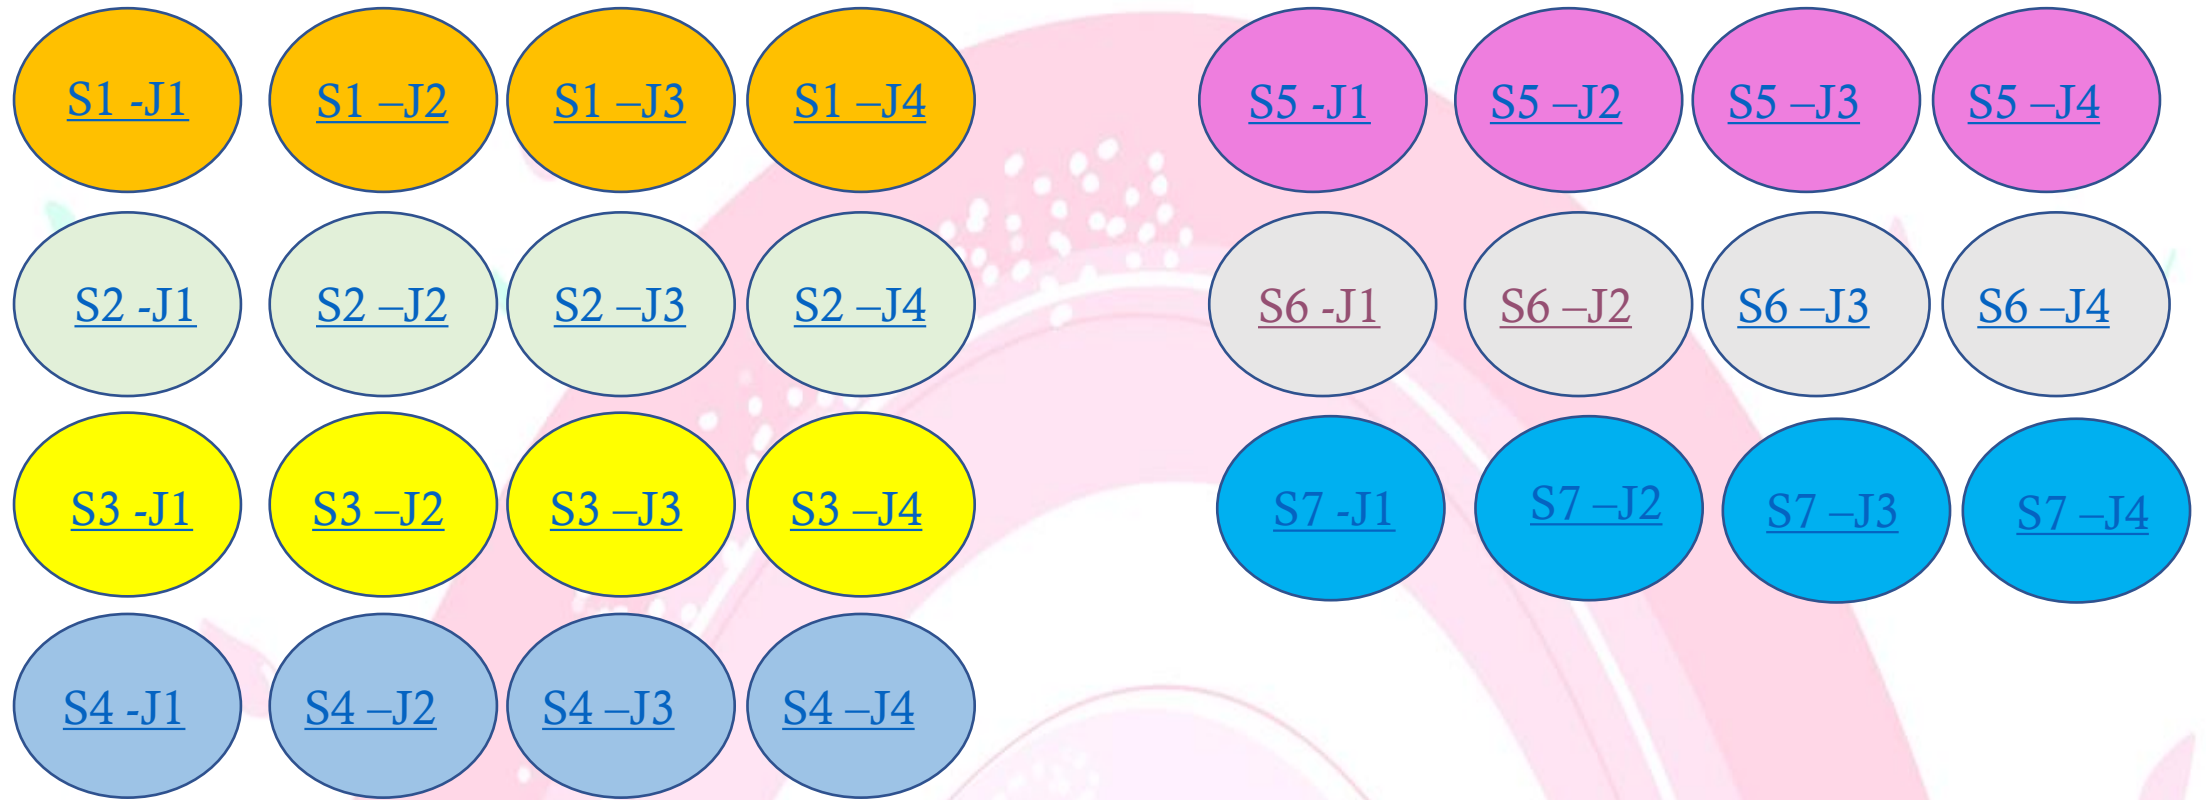 S1 -J1
S1 –J2
S1 –J3
S1 –J4
S2 -J1
S2 –J2
S2 –J3
S2 –J4
S3 -J1
S3 –J2
S3 –J3
S3 –J4
S4 -J1
S4 –J2
S4 –J3
S4 –J4
S5 -J1
S5 –J2
S5 –J3
S5 –J4
S6 -J1
S6 –J2
S6 –J3
S6 –J4
S7 -J1
S7 –J2
S7 –J3
S7 –J4